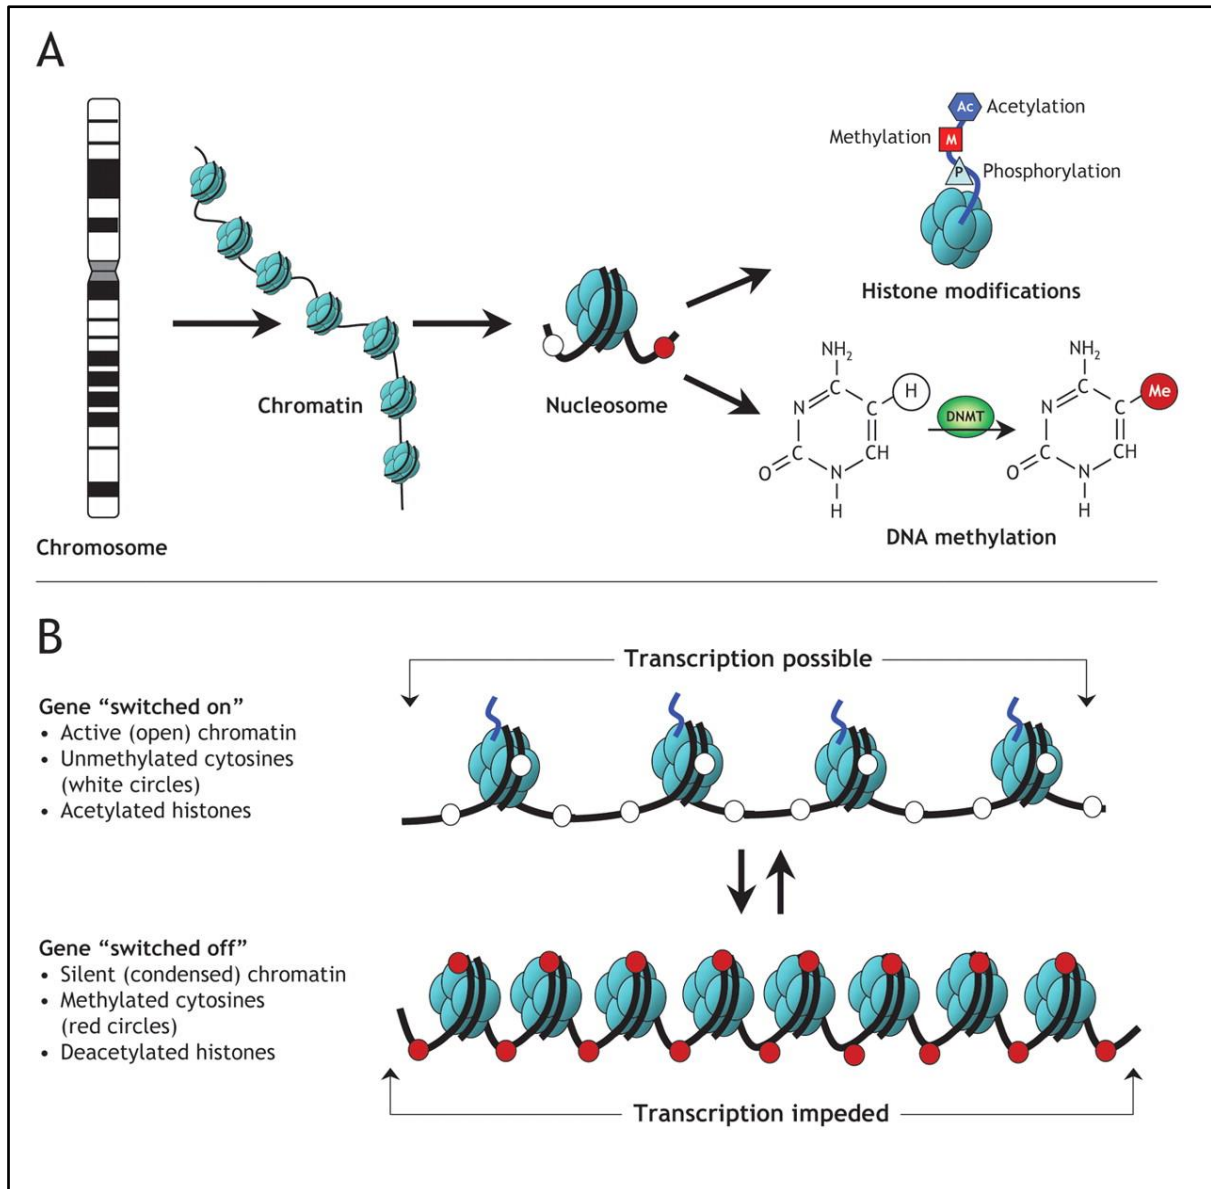 A
Ac Acetylation
Methylation M
P Phosphorylation
Histone modifications
Chromatin
Nucleosome
Chromosome
NH₂
N C C H
C CH
O N
H
DNMT
NH₂
N C C Me
C CH
O N
H
DNA methylation
B
Transcription possible
Gene “switched on”
• Active (open) chromatin
• Unmethylated cytosines
(white circles)
• Acetylated histones
Gene “switched off”
• Silent (condensed) chromatin
• Methylated cytosines
(red circles)
• Deacetylated histones
Transcription impeded